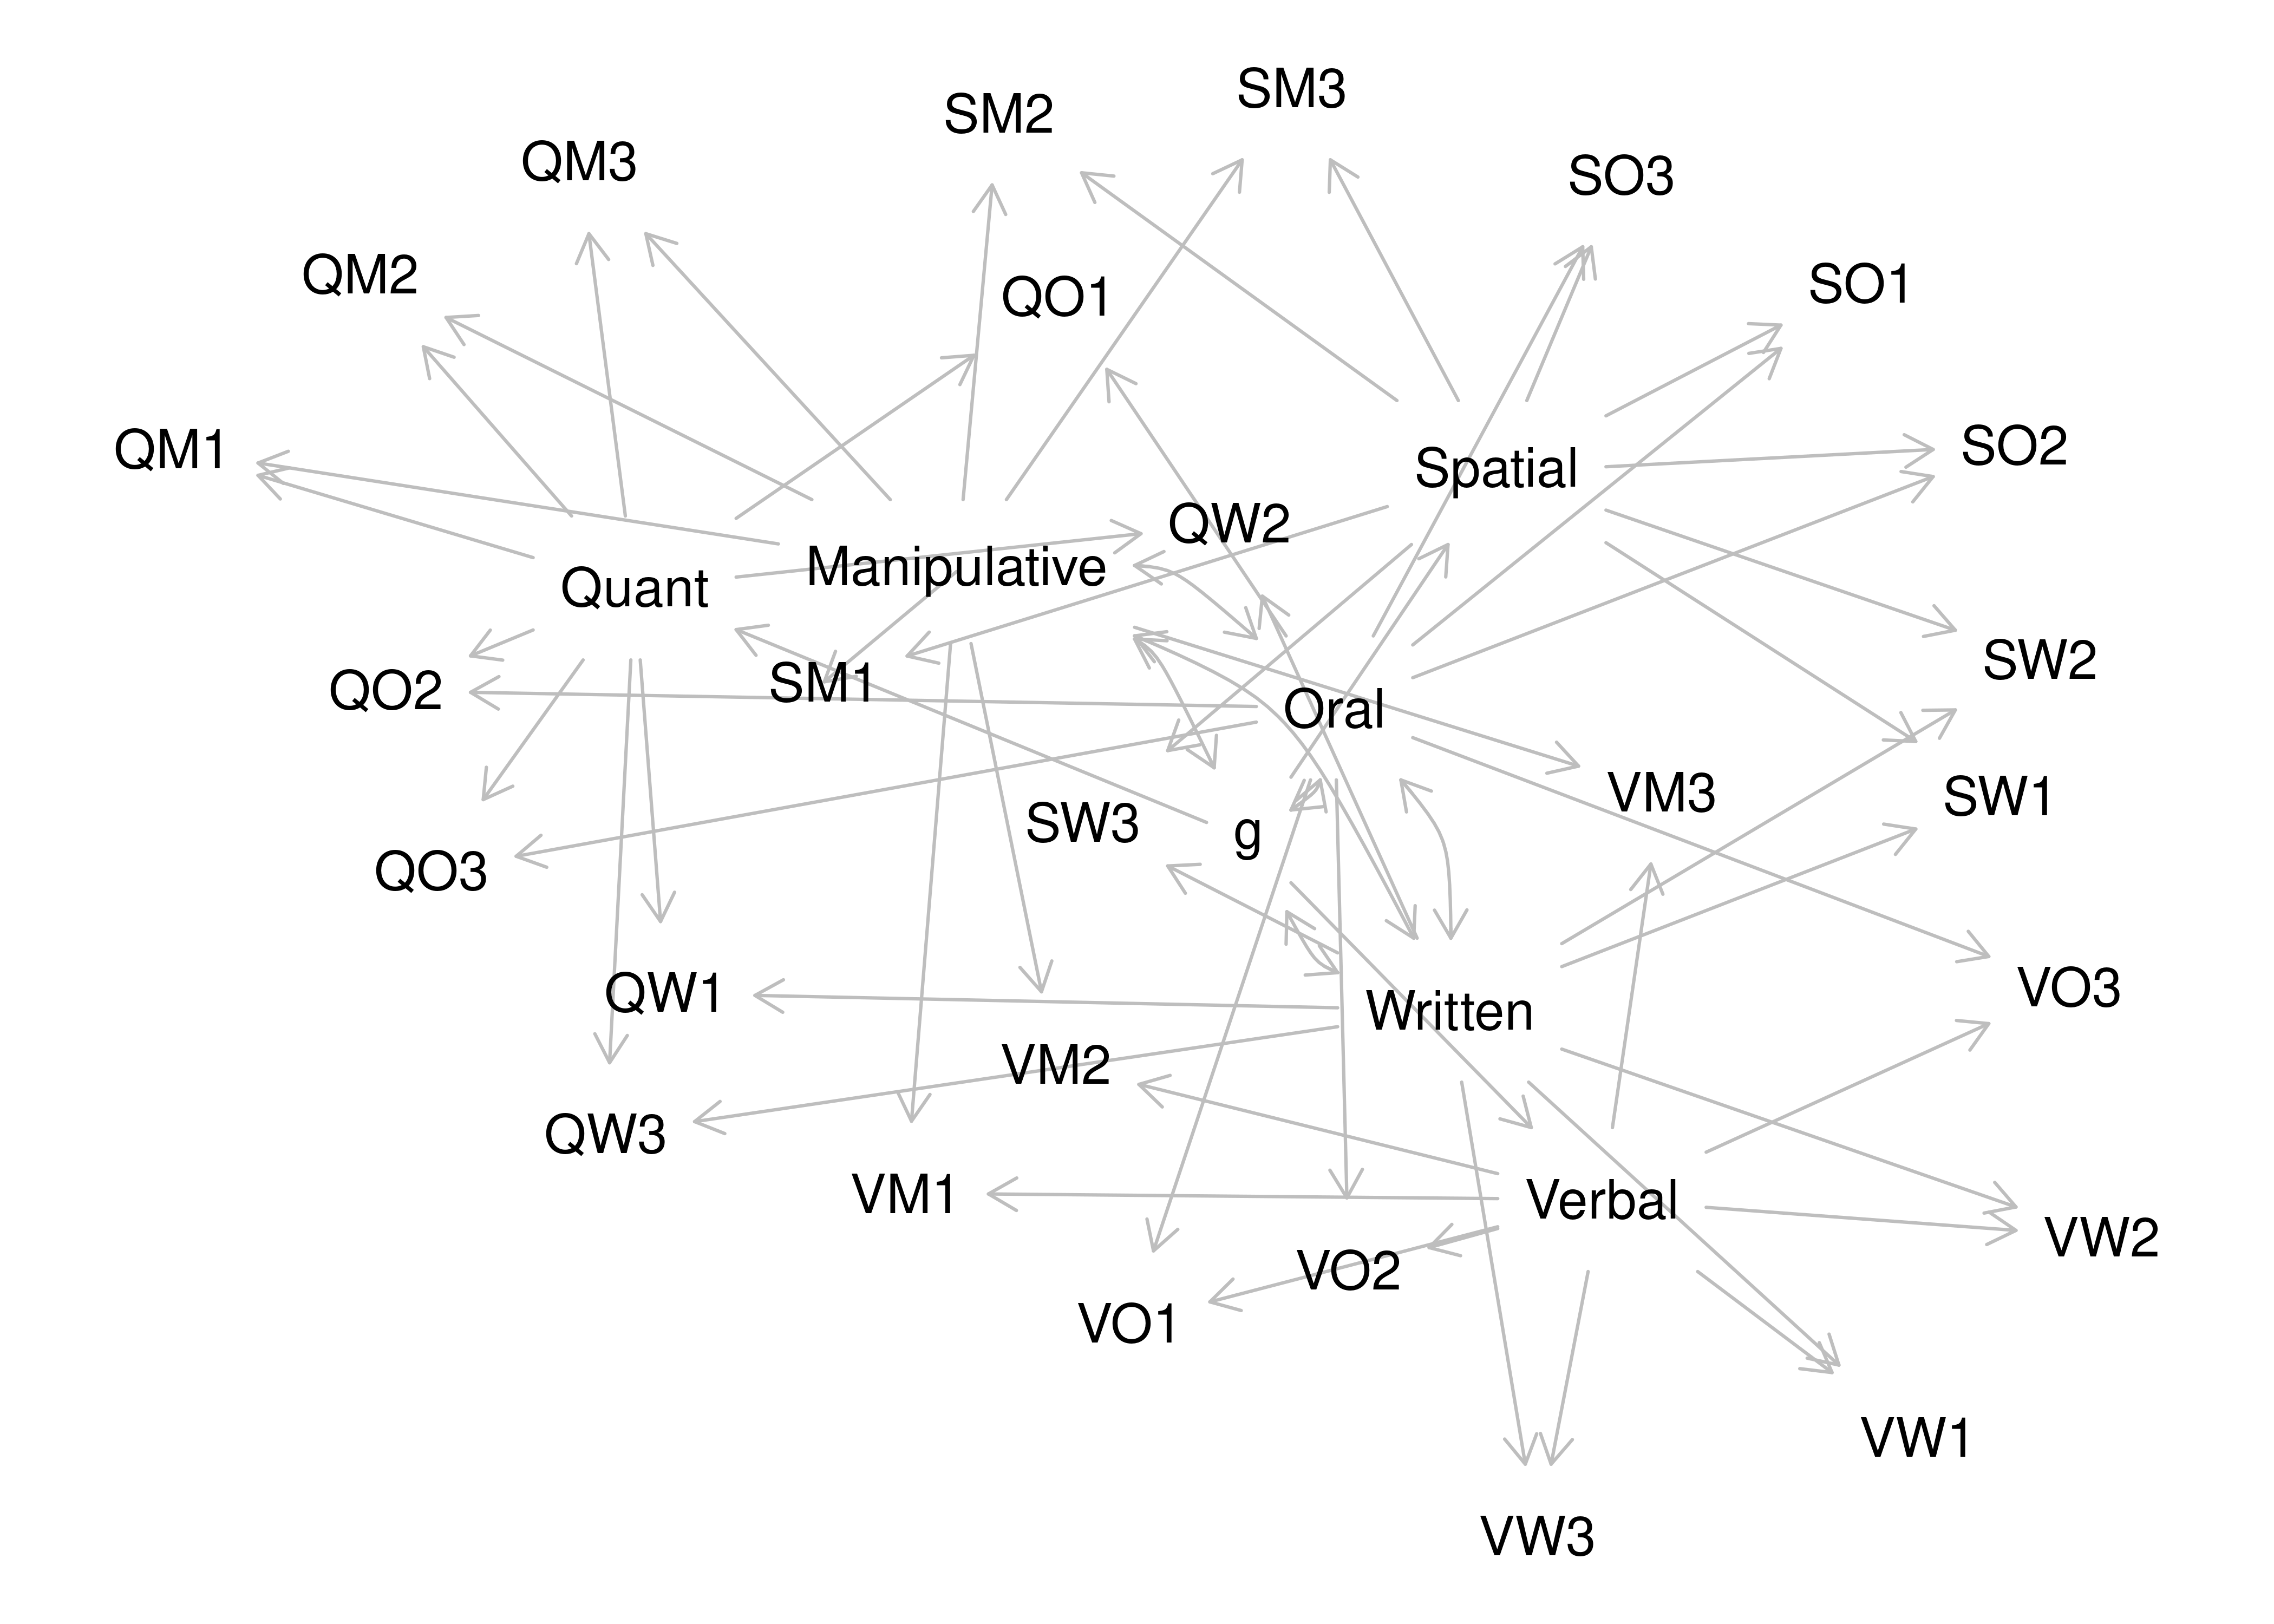 SM3
SM2
QM3
SO3
QM2
SO1
QO1
QM1
SO2
Spatial
QW2
Manipulative
Quant
SW2
SM1
QO2
Oral
VM3
SW1
SW3
g
QO3
VO3
QW1
Written
VM2
QW3
VM1
Verbal
VW2
VO2
VO1
VW1
VW3